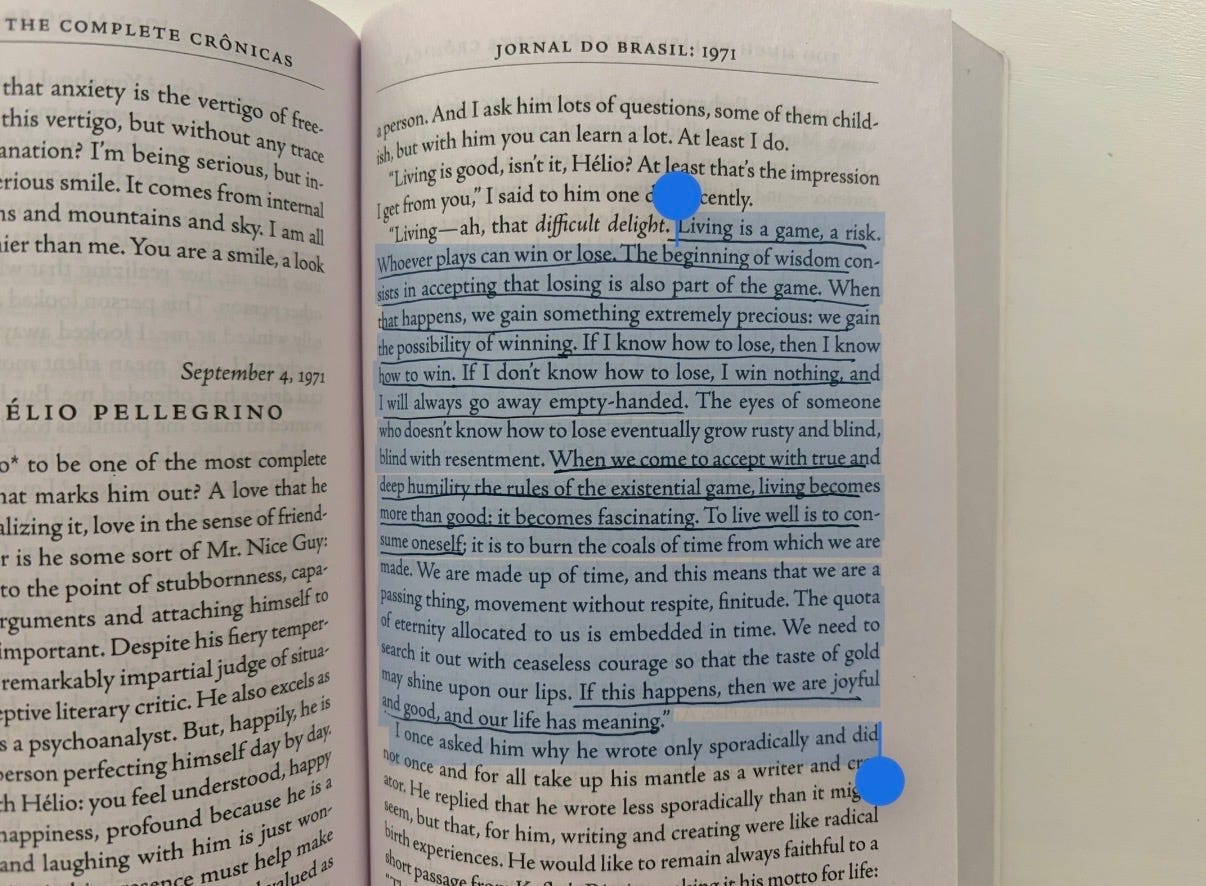 THE COMPLETE CRÔNICAS
that anxiety is the vertigo of free-
this vertigo, but without any trace
anation? I'm being serious, but in-
rious smile. It comes from internal
ns and mountains and sky. I am all
ier than me. You are a smile, a look
September 4, 1971
ÉLIO PELLEGRINO
o* to be one of the most complete
hat marks him out? A love that he
alizing it, love in the sense of friend-
r is he some sort of Mr. Nice Guy:
to the point of stubbornness, capa-
rguments and attaching himself to
important. Despite his fiery temper-
remarkably impartial judge of situa-
eptive literary critic. He also excels as
s a psychoanalyst. But, happily, he is
person perfecting himself day by day.
h Hélio: you feel understood, happy
happiness, profound because he is a
and laughing with him is just won-
must help make
valued as
JORNAL DO BRASIL: 1971
a person. And I ask him lots of questions, some of them child-
ish, but with him you can learn a lot. At least I do.
"Living is good, isn't it, Hélio? At least that's the impression
I get from you," I said to him one cently.
"Living—ah, that difficult delight. Living is a game, a risk.
Whoever plays can win or lose. The beginning of wisdom con-
sists in accepting that losing is also part of the game. When
that happens, we gain something extremely precious: we gain
the possibility of winning. If I know how to lose, then I know
how to win. If I don't know how to lose, I win nothing, and
I will always go away empty-handed. The eyes of someone
who doesn't know how to lose eventually grow rusty and blind,
blind with resentment. When we come to accept with true and
deep humility the rules of the existential game, living becomes
more than good: it becomes fascinating. To live well is to con-
sume oneself; it is to burn the coals of time from which we are
made. We are made up of time, and this means that we are a
passing thing, movement without respite, finitude. The quota
of eternity allocated to us is embedded in time. We need to
search it out with ceaseless courage so that the taste of gold
may shine upon our lips. If this happens, then we are joyful
and good, and our life has meaning."
I once asked him why he wrote only sporadically and did
not once and for all take up his mantle as a writer and
ator. He replied that he wrote less sporadically than it
seem, but that, for him, writing and creating were like radical
birth experiences. He would like to remain always faithful to a
short passage it his motto for life: